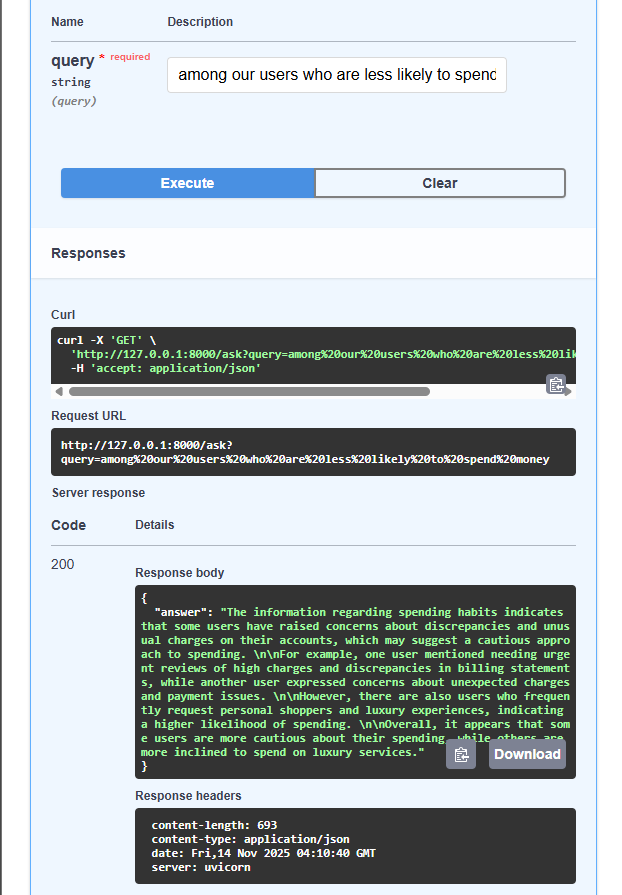 Name Description
query * required
string
(query)
among our users who are less likely to spend
Execute Clear
Responses
Curl
curl -X 'GET' \
'http://127.0.0.1:8000/ask?query=among%20our%20users%20who%20are%20less%20lik
-H 'accept: application/json'
Request URL
http://127.0.0.1:8000/ask?
query=among%20our%20users%20who%20are%20less%20likely%20to%20spend%20money
Server response
Code Details
200
Response body
{
"answer": "The information regarding spending habits indicates
that some users have raised concerns about discrepancies and unus
ual charges on their accounts, which may suggest a cautious appro
ach to spending. \n\nFor example, one user mentioned needing urge
nt reviews of high charges and discrepancies in billing statement
s, while another user expressed concerns about unexpected charges
and payment issues. \n\nHowever, there are also users who frequen
tly request personal shoppers and luxury experiences, indicating
a higher likelihood of spending. \n\nOverall, it appears that som
e users are more cautious about their spending, while others are
more inclined to spend on luxury services."
}
Download
Response headers
content-length: 693
content-type: application/json
date: Fri,14 Nov 2025 04:10:40 GMT
server: uvicorn